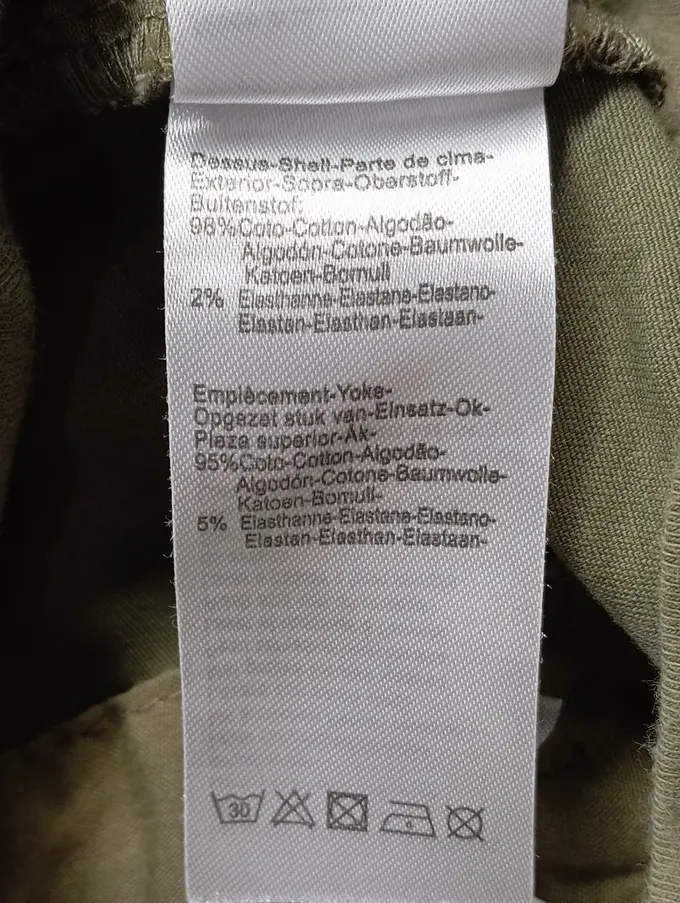 Dessus-Shell-Parte de cima-
Exterior-Sopra-Oberstoff-
Buitenstof:
98%Coto-Cotton-Algodão-
Algodón-Cotone-Baumwolle-
Katoen-Bomull
2% Elasthanne-Elastane-Elastano-
Elastan-Elasthan-Elastaan-
Empiècement-Yoke-
Opgezet stuk van-Einsatz-Ok-
Pieza superior-Ak-
95%Coto-Cotton-Algodão-
Algodón-Cotone-Baumwolle-
Katoen-Bomull-
5% Elasthanne-Elastane-Elastano-
Elastan-Elasthan-Elastaan-
30